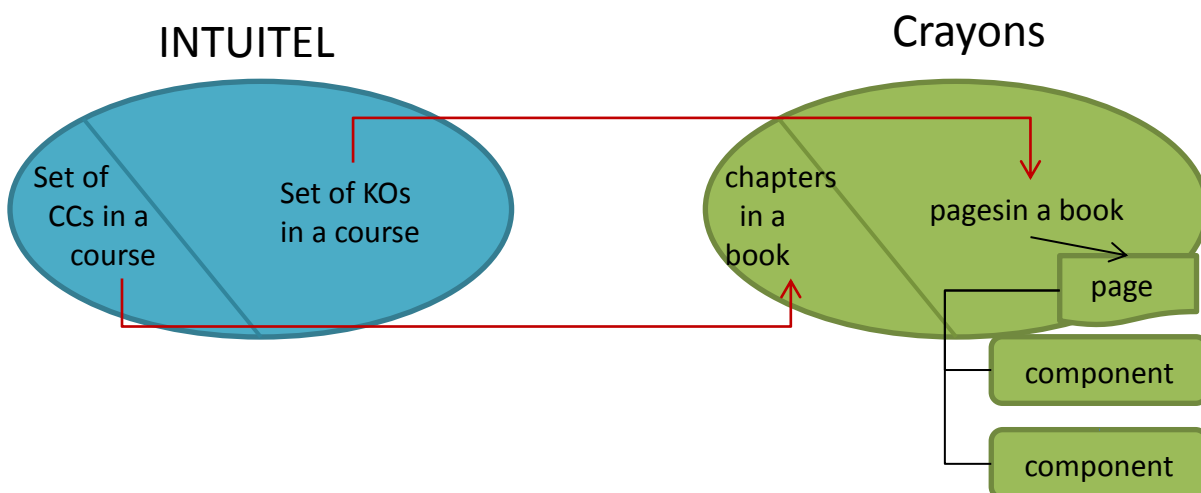 INTUITEL
Crayons
Set of
CCs in a
course
Set of KOs
in a course
chapters
in a
book
pagesin a book
page
component
component